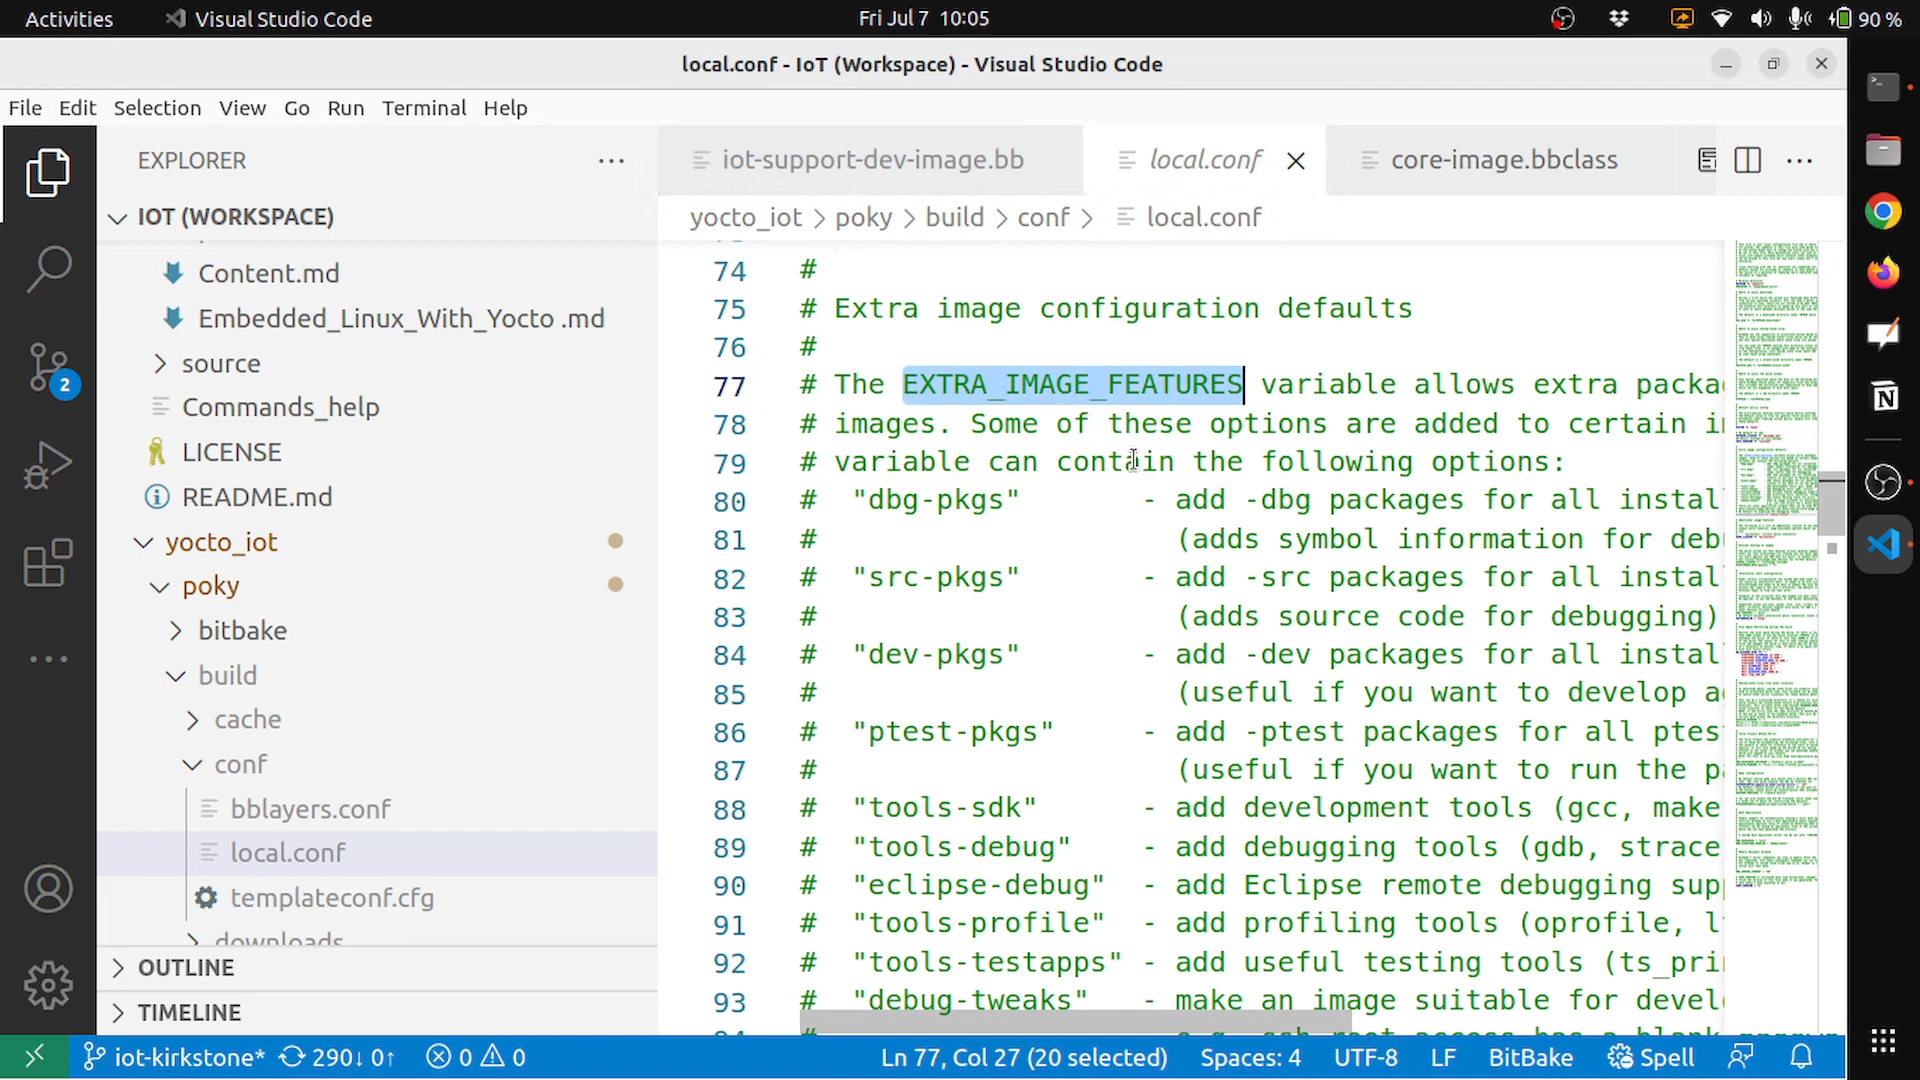 Activities
Visual Studio Code
Fri Jul 7 10:05
90 %
local.conf - IoT (Workspace) - Visual Studio Code
File Edit Selection View Go Run Terminal Help
EXPLORER
IOT (WORKSPACE)
Content.md
Embedded_Linux_With_Yocto .md
source
Commands_help
LICENSE
README.md
yocto_iot
poky
bitbake
build
cache
conf
bblayers.conf
local.conf
templateconf.cfg
downloads
OUTLINE
TIMELINE
2
iot-support-dev-image.bb
local.conf
core-image.bbclass
yocto_iot > poky > build > conf > local.conf
74 #
75 # Extra image configuration defaults
76 #
77 # The EXTRA_IMAGE_FEATURES variable allows extra packa
78 # images. Some of these options are added to certain i
79 # variable can contain the following options:
80 # "dbg-pkgs" - add -dbg packages for all instal
81 # (adds symbol information for deb
82 # "src-pkgs" - add -src packages for all instal
83 # (adds source code for debugging)
84 # "dev-pkgs" - add -dev packages for all instal
85 # (useful if you want to develop a
86 # "ptest-pkgs" - add -ptest packages for all ptes
87 # (useful if you want to run the p
88 # "tools-sdk" - add development tools (gcc, make
89 # "tools-debug" - add debugging tools (gdb, strace
90 # "eclipse-debug" - add Eclipse remote debugging sup
91 # "tools-profile" - add profiling tools (oprofile, l
92 # "tools-testapps" - add useful testing tools (ts_pri
93 # "debug-tweaks" - make an image suitable for devel
iot-kirkstone* 290↓ 0↑ 0 0
Ln 77, Col 27 (20 selected) Spaces: 4 UTF-8 LF BitBake Spell